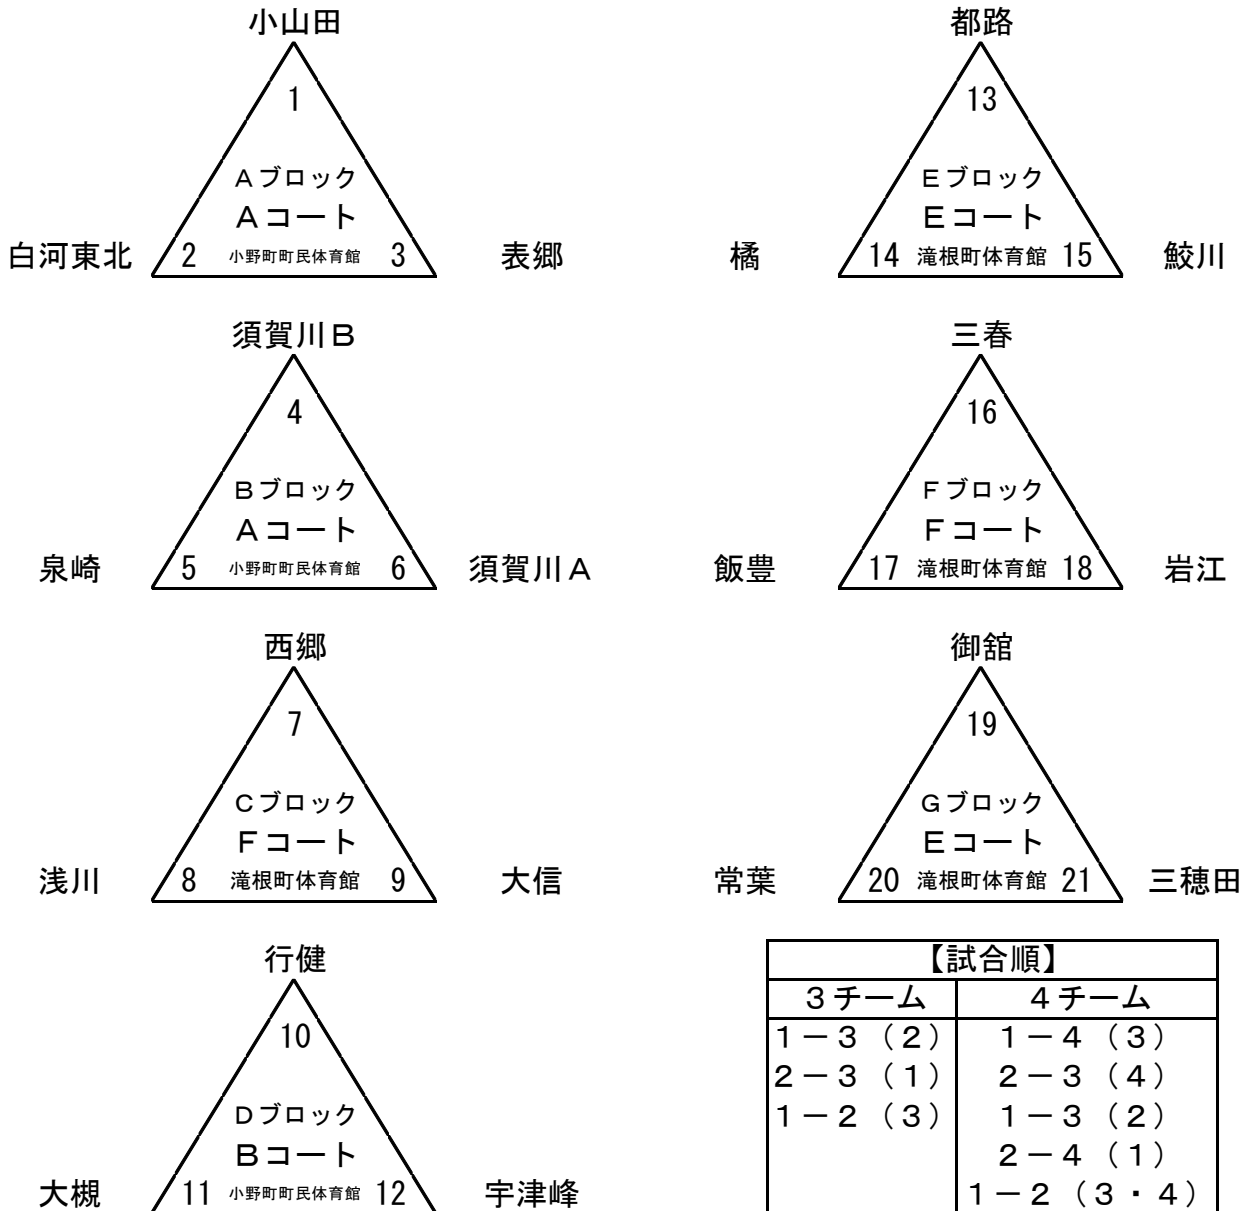 小山田
1
Aブロック
Aコート
白河東北
2
小野町町民体育館
3
表郷
都路
13
Eブロック
Eコート
橘
14
滝根町体育館
15
鮫川
須賀川B
4
Bブロック
Aコート
泉崎
5
小野町町民体育館
6
須賀川A
三春
16
Fブロック
Fコート
飯豊
17
滝根町体育館
18
岩江
西郷
7
Cブロック
Fコート
浅川
8
滝根町体育館
9
大信
御舘
19
Gブロック
Eコート
常葉
20
滝根町体育館
21
三穂田
行健
10
Dブロック
Bコート
大槻
11
小野町町民体育館
12
宇津峰
【試合順】
3チーム
4チーム
1－3（2）
1－4（3）
2－3（1）
2－3（4）
1－2（3）
1－3（2）
2－4（1）
1－2（3・4）